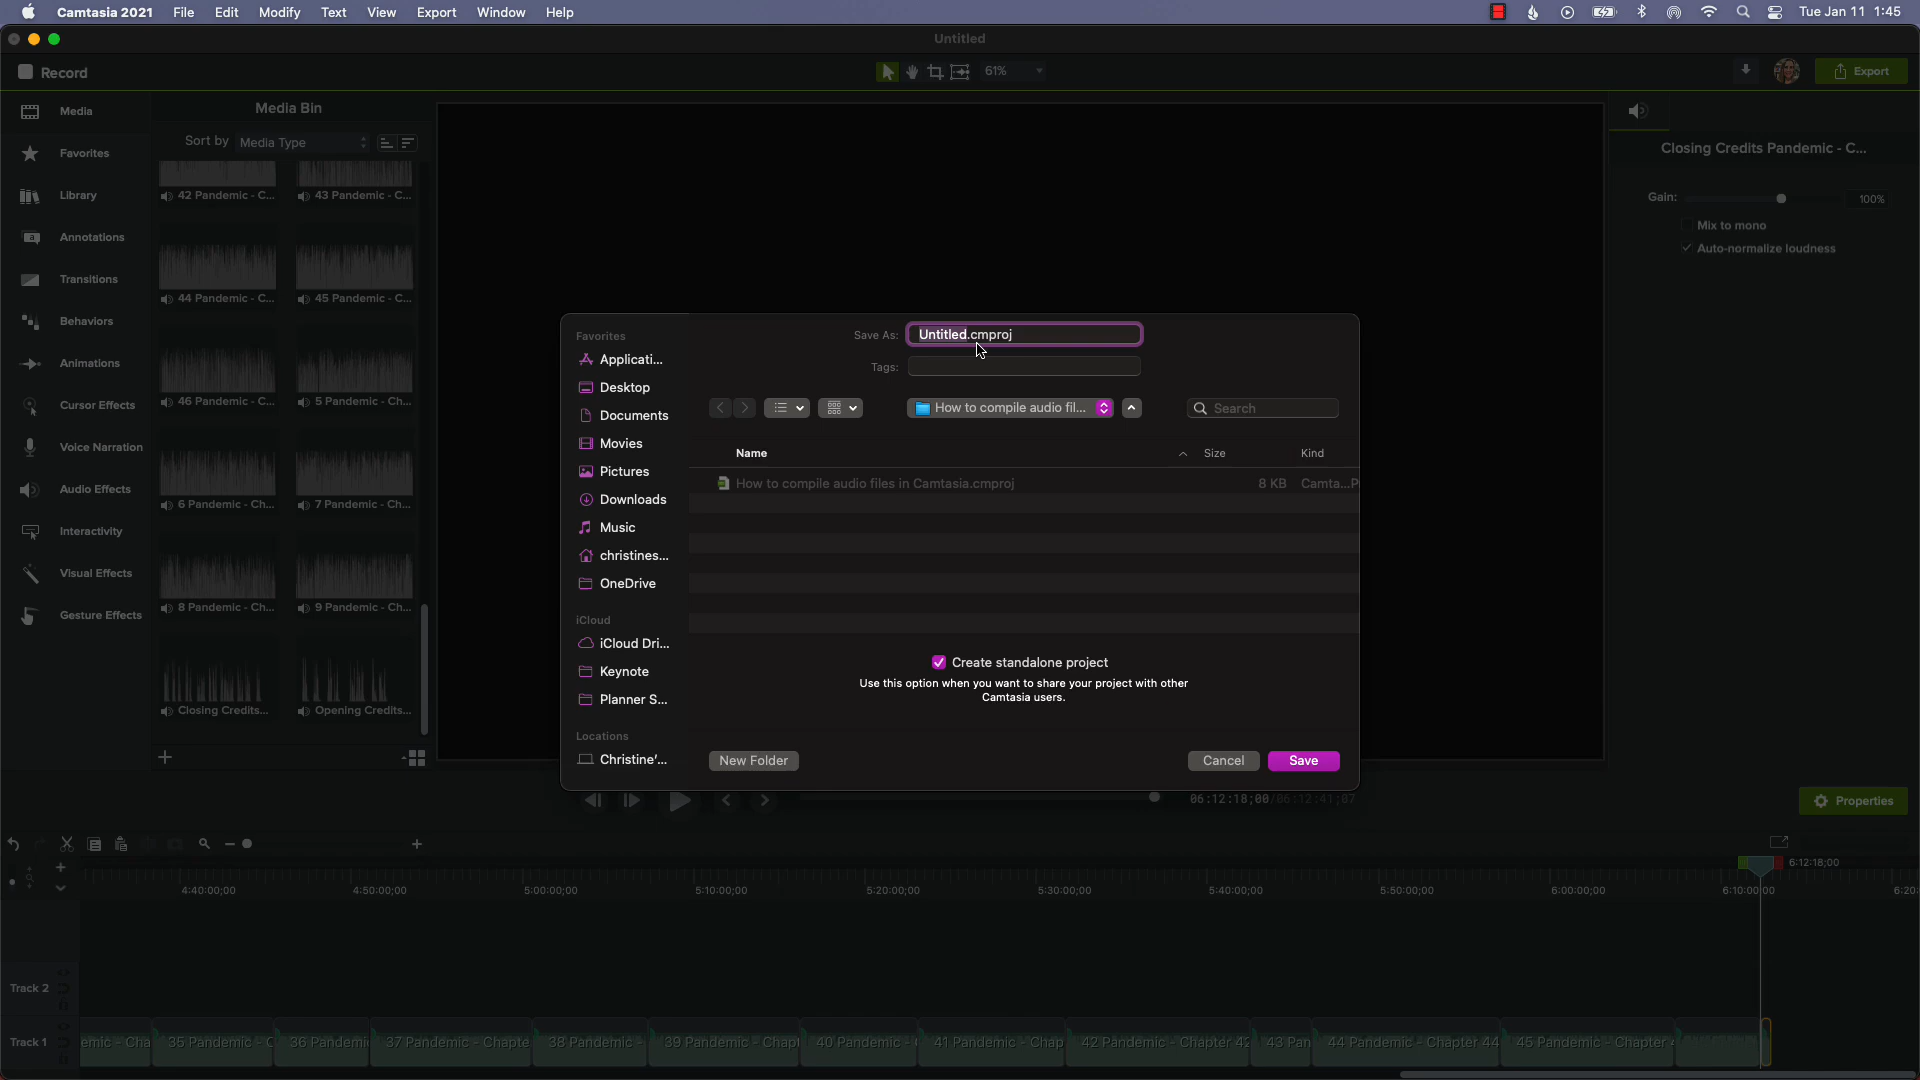 Camtasia 2021 File Edit Modify Text View Export Window Help Tue Jan 11 1:45
Untitled
Record 61% Export
Media
Favorites
Library
Annotations
Transitions
Behaviors
Animations
Cursor Effects
Voice Narration
Audio Effects
Interactivity
Visual Effects
Gesture Effects
Media Bin
Sort by Media Type
42 Pandemic - C... 43 Pandemic - C...
44 Pandemic - C... 45 Pandemic - C...
46 Pandemic - C... 5 Pandemic - Ch...
6 Pandemic - Ch... 7 Pandemic - Ch...
8 Pandemic - Ch... 9 Pandemic - Ch...
Closing Credits... Opening Credits...
Favorites
Applicati...
Desktop
Documents
Movies
Pictures
Downloads
Music
christines...
OneDrive
iCloud
iCloud Dri...
Keynote
Planner S...
Locations
Christine'...
Save As: Untitled.cmproj
Tags:
How to compile audio fil... Search
Name Size Kind
How to compile audio files in Camtasia.cmproj 8 KB Camta...P
Create standalone project
Use this option when you want to share your project with other
Camtasia users.
New Folder Cancel Save
Closing Credits Pandemic - C...
Gain: 100%
Mix to mono
Auto-normalize loudness
06:12:18;00/06:12:41;07
Properties
6:12:18;00
4:40:00;00 4:50:00;00 5:00:00;00 5:10:00;00 5:20:00;00 5:30:00;00 5:40:00;00 5:50:00;00 6:00:00;00 6:10:00;00 6:20:
Track 2
Track 1 emic - Cha 35 Pandemic - C 36 Pandemi 37 Pandemic - Chapte 38 Pandemic - 39 Pandemic - Chapt 40 Pandemic - 41 Pandemic - Chap 42 Pandemic - Chapter 42 43 Pan 44 Pandemic - Chapter 44 45 Pandemic - Chapter